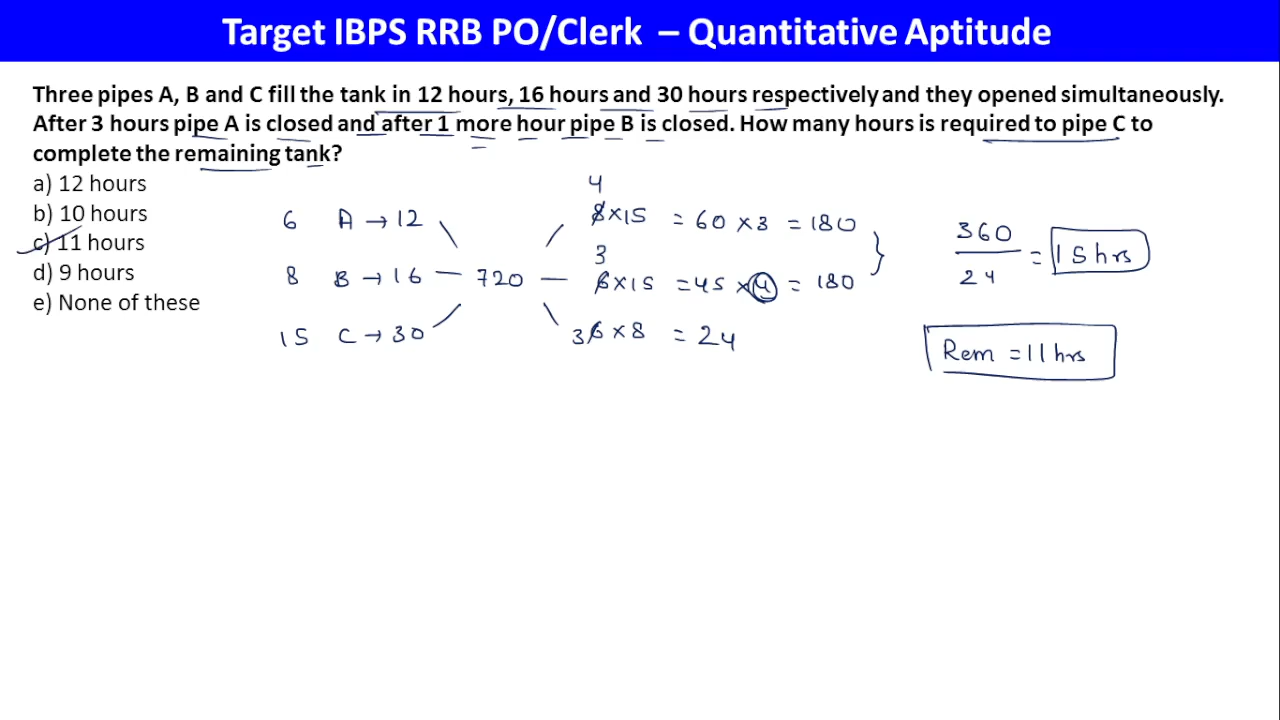 Target IBPS RRB PO/Clerk – Quantitative Aptitude
Three pipes A, B and C fill the tank in 12 hours, 16 hours and 30 hours respectively and they opened simultaneously.
After 3 hours pipe A is closed and after 1 more hour pipe B is closed. How many hours is required to pipe C to
complete the remaining tank?
a) 12 hours
b) 10 hours
c) 11 hours
d) 9 hours
e) None of these
4
6 A → 12 8×15 = 60 × 3 = 180
3
8 B → 16 720 6×15 = 45 × 4 = 180
15 C → 30 3 6 × 8 = 24
360
24
= 15 hrs
Rem = 11 hrs